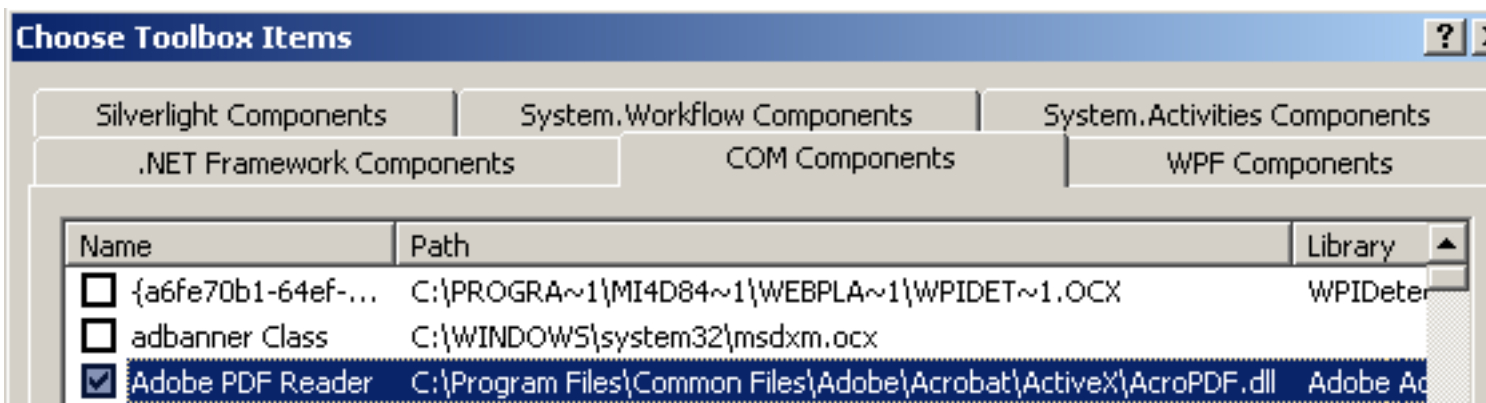 Choose Toolbox Items
Silverlight Components System.Workflow Components System.Activities Components
.NET Framework Components COM Components WPF Components
Name Path Library
{a6fe70b1-64ef-... C:\PROGRA~1\MI4D84~1\WEBPLA~1\WPIDET~1.OCX WPIDetec
adbanner Class C:\WINDOWS\system32\msdxm.ocx
Adobe PDF Reader C:\Program Files\Common Files\Adobe\Acrobat\ActiveX\AcroPDF.dll Adobe Ac